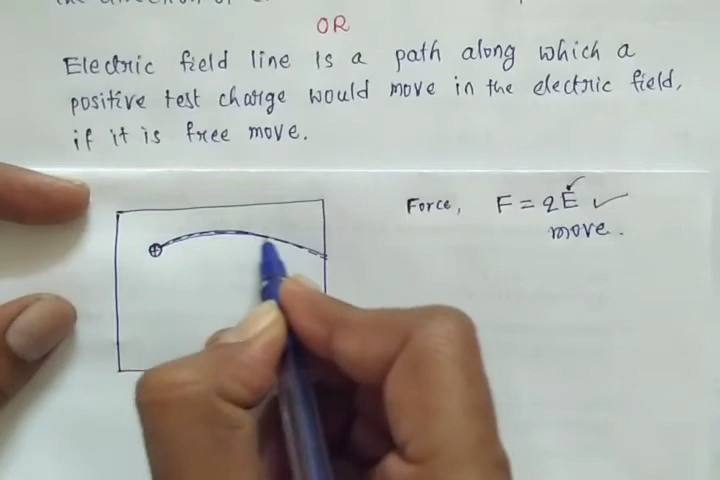 OR
Electric field line is a path along which a
positive test charge would move in the electric field,
if it is free move.
Force, F = qE
move.